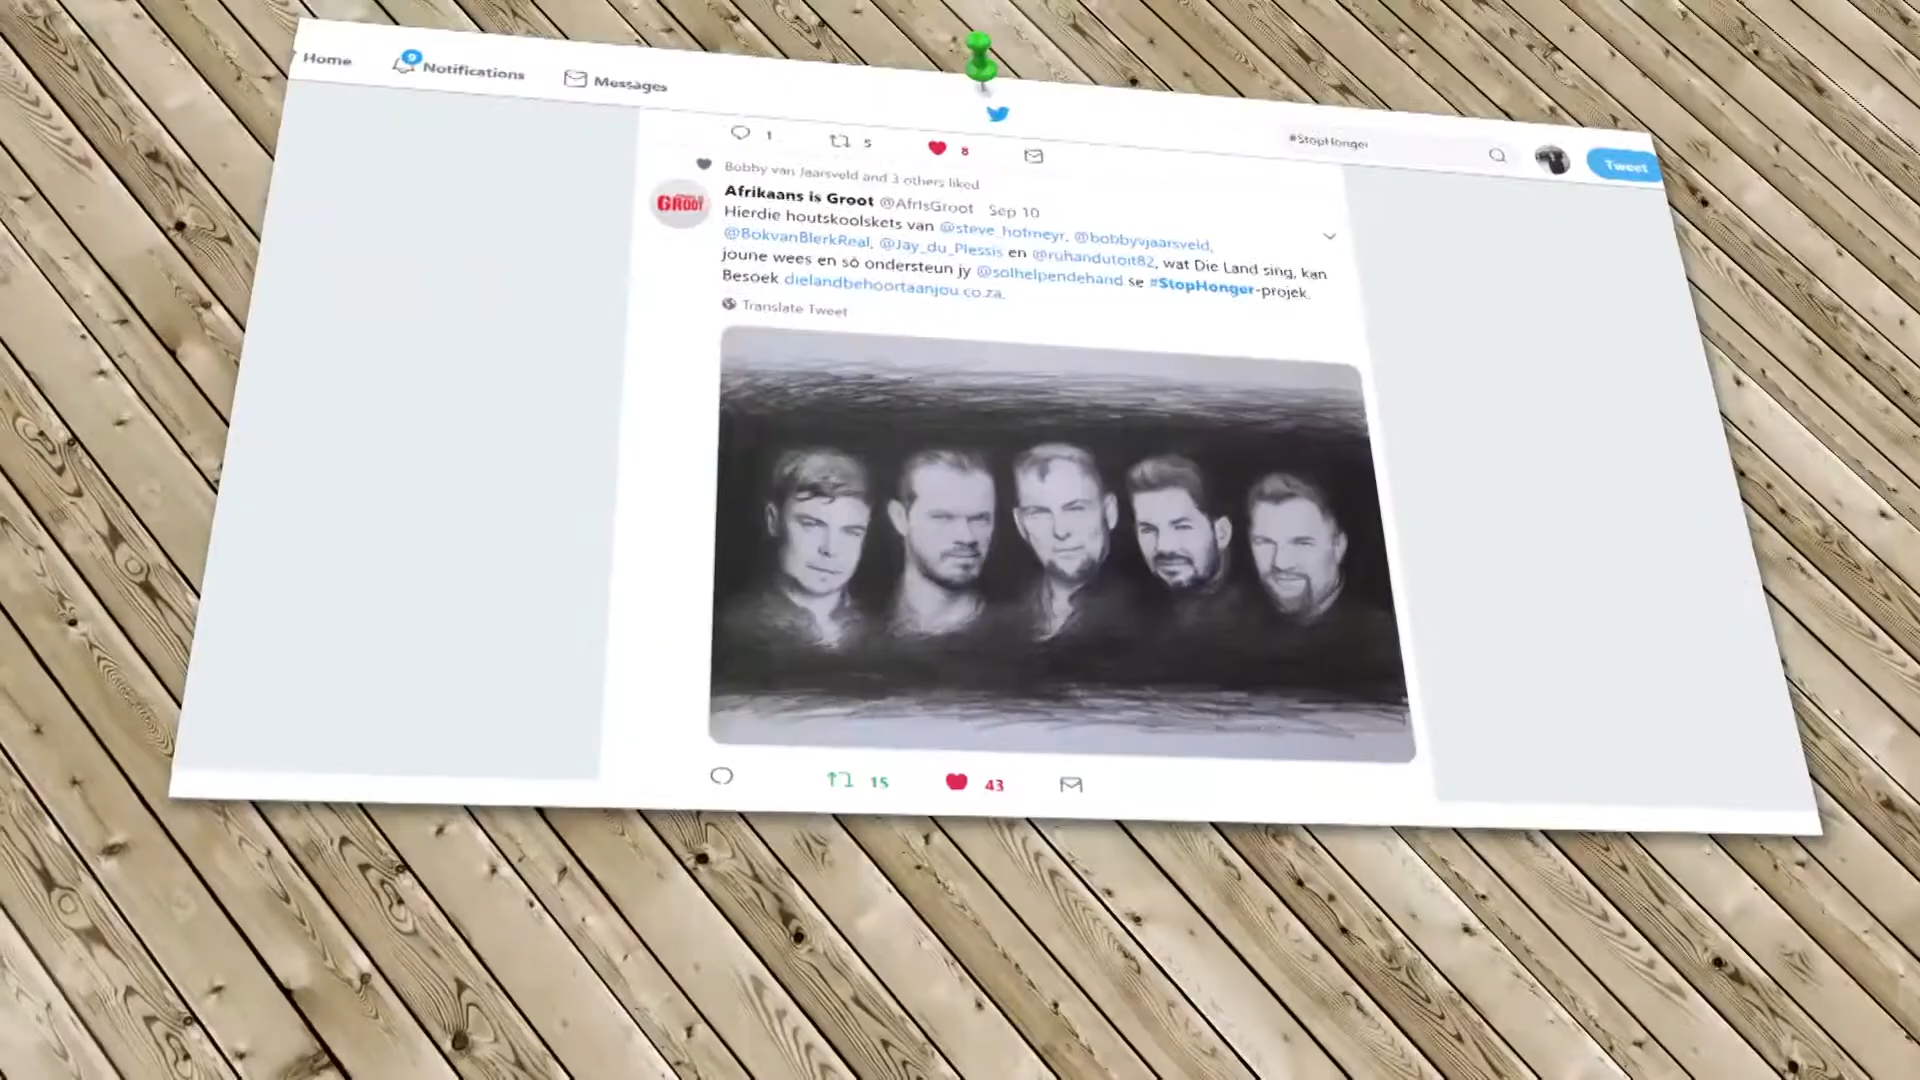 Home
9
Notifications
Messages
#StopHonger
Tweet
1
5
8
Bobby van Jaarsveld and 3 others liked
GROOT
Afrikaans is Groot @AfrIsGroot Sep 10
Hierdie houtskoolskets van @steve_hofmeyr, @bobbyvjaarsveld,
@BokvanBlerkReal, @Jay_du_Plessis en @ruhandutoit82, wat Die Land sing, kan
joune wees en só ondersteun jy @solhelpendehand se #StopHonger-projek.
Besoek dielandbehoortaanjou.co.za.
Translate Tweet
15
43